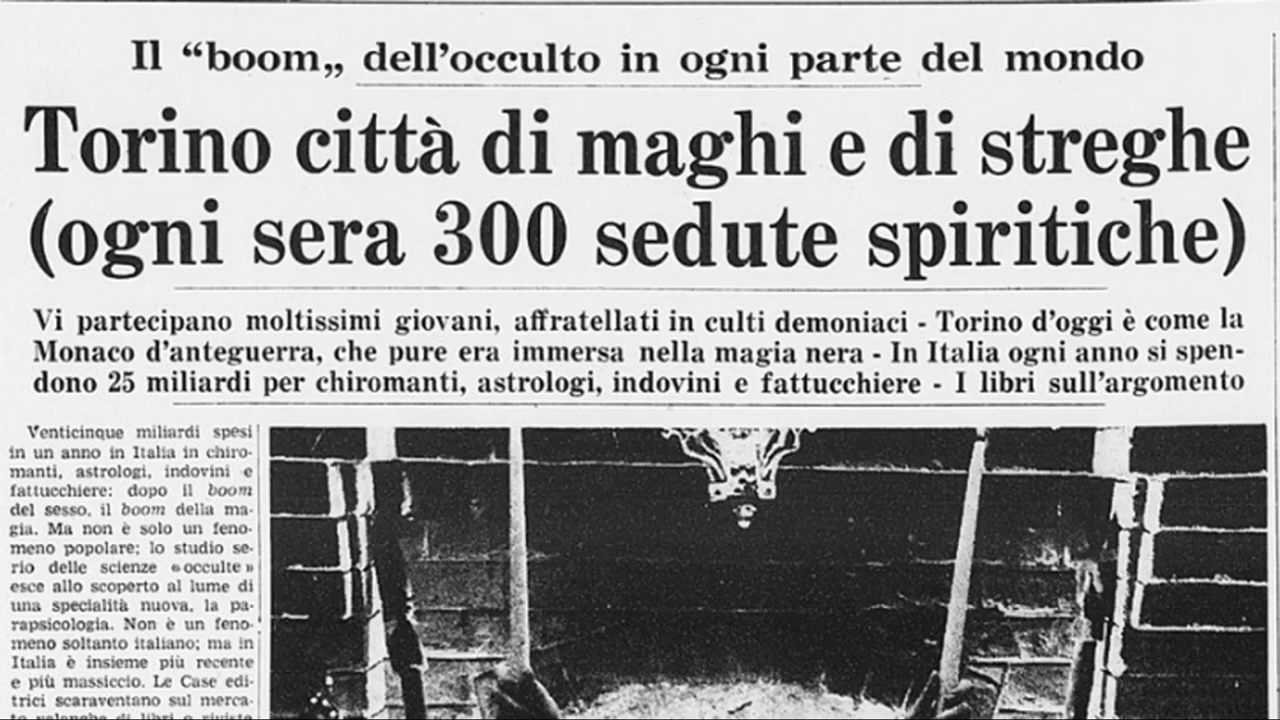 Il “boom„ dell'occulto in ogni parte del mondo
Torino città di maghi e di streghe
(ogni sera 300 sedute spiritiche)
Vi partecipano moltissimi giovani, affratellati in culti demoniaci - Torino d'oggi è come la
Monaco d'anteguerra, che pure era immersa nella magia nera - In Italia ogni anno si spen-
dono 25 miliardi per chiromanti, astrologi, indovini e fattucchiere - I libri sull'argomento
Venticinque miliardi spesi
in un anno in Italia in chiro-
manti, astrologi, indovini e
fattucchiere: dopo il boom
del sesso, il boom della ma-
gia. Ma non è solo un feno-
meno popolare; lo studio se-
rio delle scienze «occulte»
esce allo scoperto al lume di
una specialità nuova, la pa-
rapsicologia. Non è un feno-
meno soltanto italiano; ma in
Italia è insieme più recente
e più massiccio. Le Case edi-
trici scaraventano sul merca-
to valanghe di libri e riviste